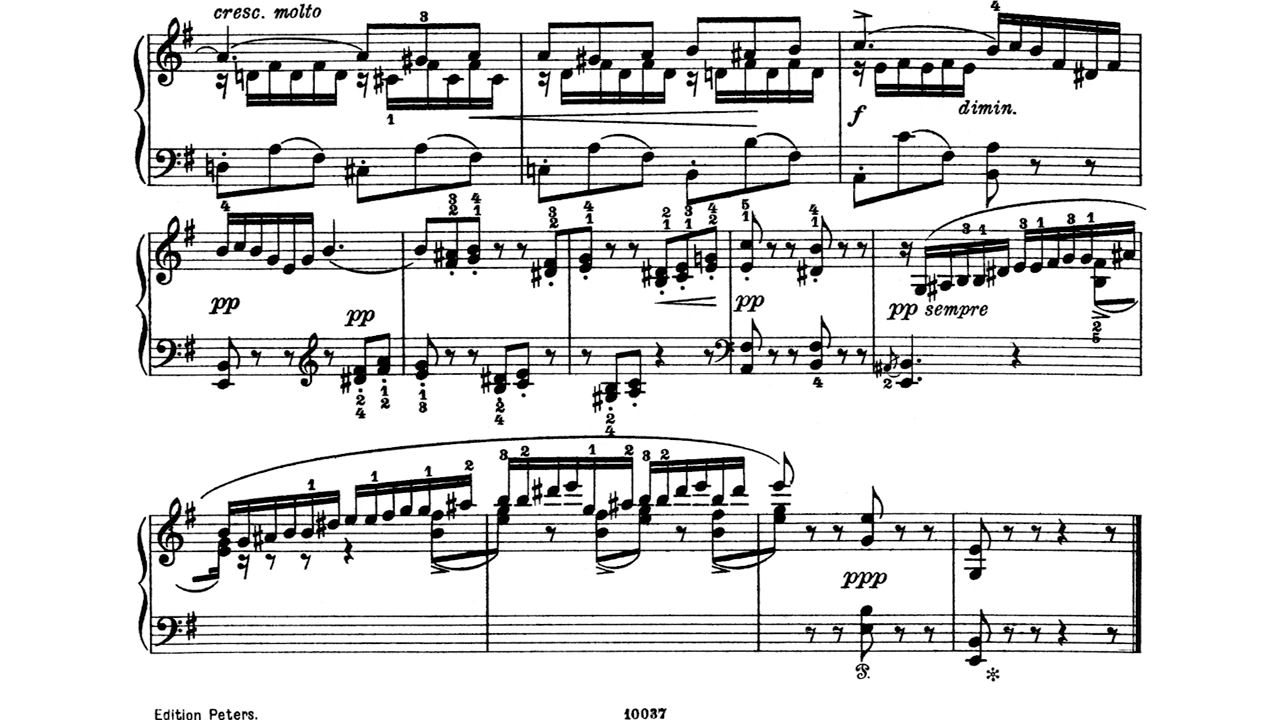 cresc. molto
f
dimin.
pp
pp
pp
pp sempre
ppp
Edition Peters.
10037